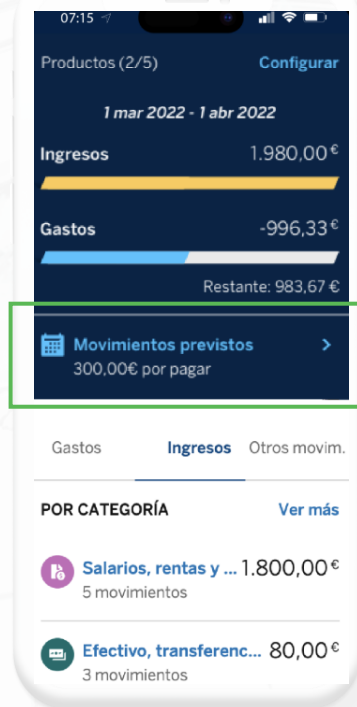 07:15
Productos (2/5) Configurar
1 mar 2022 - 1 abr 2022
Ingresos 1.980,00€
Gastos -996,33€
Restante: 983,67 €
Movimientos previstos >
300,00€ por pagar
Gastos Ingresos Otros movim.
POR CATEGORÍA Ver más
Salarios, rentas y ... 1.800,00€
5 movimientos
Efectivo, transferenc... 80,00€
3 movimientos